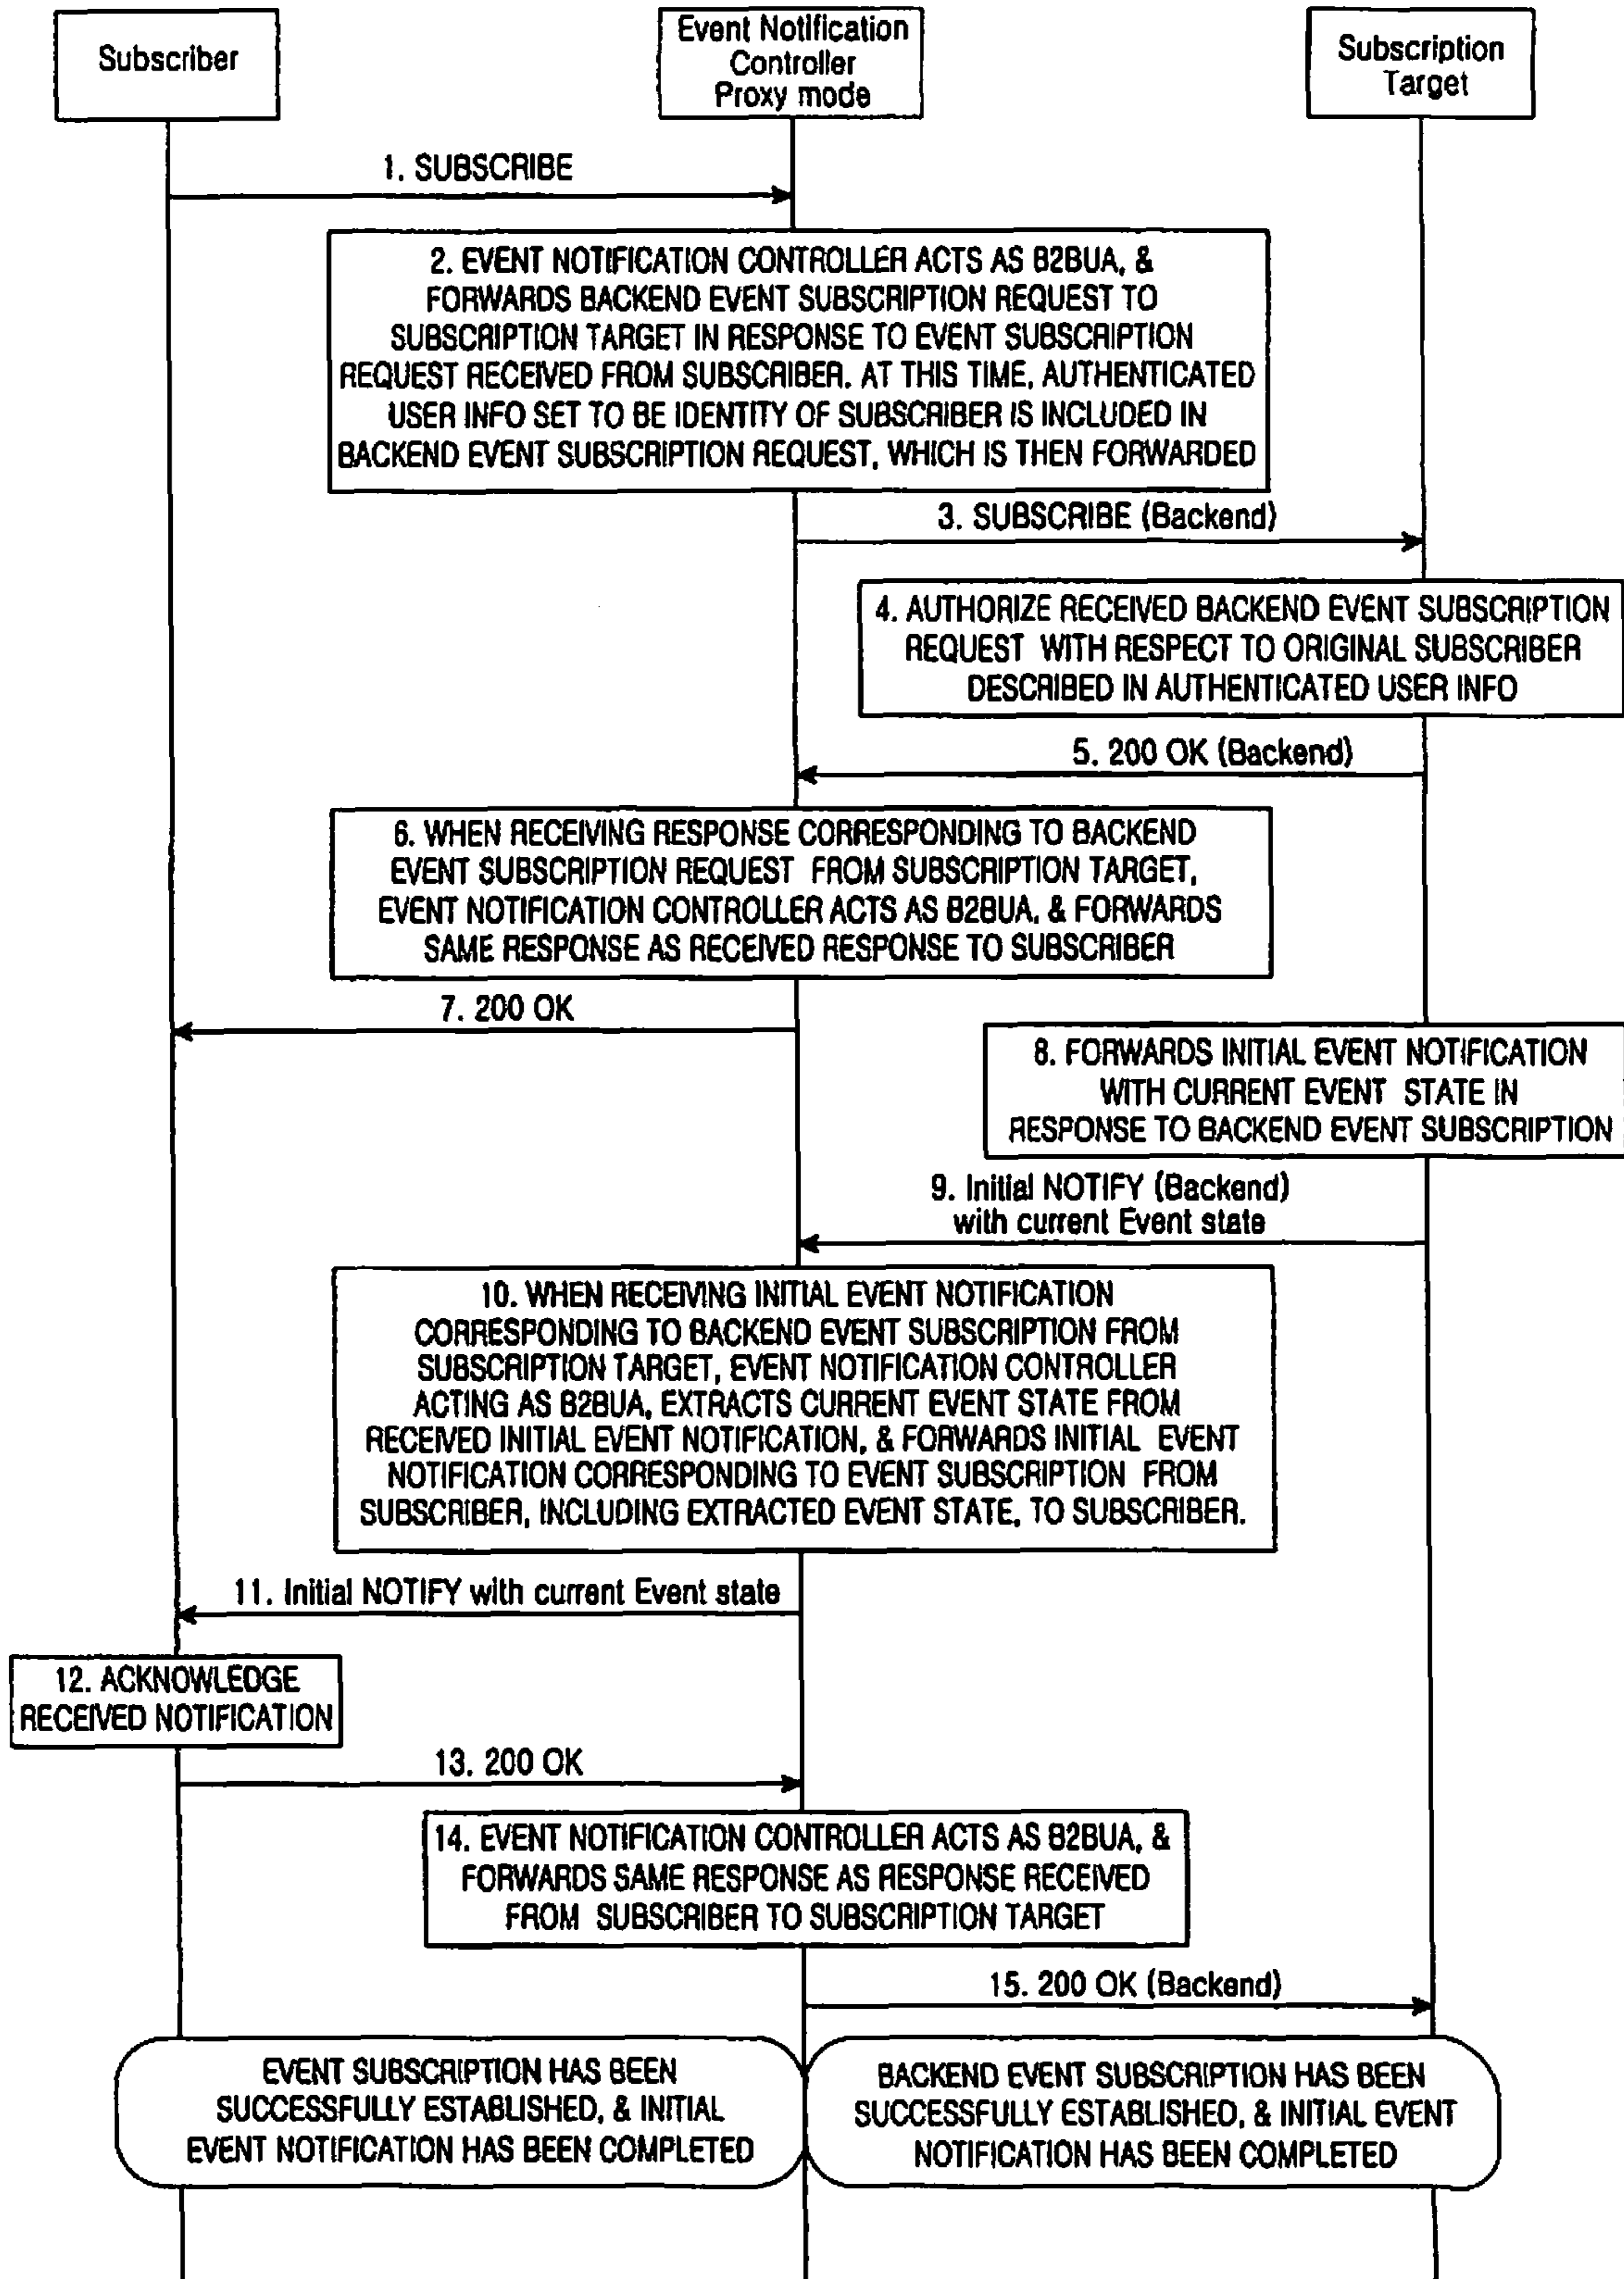 Subscriber
Event Notification
Controller
Proxy mode
Subscription
Target
1. SUBSCRIBE
2. EVENT NOTIFICATION CONTROLLER ACTS AS B2BUA, &
FORWARDS BACKEND EVENT SUBSCRIPTION REQUEST TO
SUBSCRIPTION TARGET IN RESPONSE TO EVENT SUBSCRIPTION
REQUEST RECEIVED FROM SUBSCRIBER. AT THIS TIME, AUTHENTICATED
USER INFO SET TO BE IDENTITY OF SUBSCRIBER IS INCLUDED IN
BACKEND EVENT SUBSCRIPTION REQUEST, WHICH IS THEN FORWARDED
3. SUBSCRIBE (Backend)
4. AUTHORIZE RECEIVED BACKEND EVENT SUBSCRIPTION
REQUEST WITH RESPECT TO ORIGINAL SUBSCRIBER
DESCRIBED IN AUTHENTICATED USER INFO
5. 200 OK (Backend)
6. WHEN RECEIVING RESPONSE CORRESPONDING TO BACKEND
EVENT SUBSCRIPTION REQUEST FROM SUBSCRIPTION TARGET,
EVENT NOTIFICATION CONTROLLER ACTS AS B2BUA, & FORWARDS
SAME RESPONSE AS RECEIVED RESPONSE TO SUBSCRIBER
7. 200 OK
8. FORWARDS INITIAL EVENT NOTIFICATION
WITH CURRENT EVENT STATE IN
RESPONSE TO BACKEND EVENT SUBSCRIPTION
9. Initial NOTIFY (Backend)
with current Event state
10. WHEN RECEIVING INITIAL EVENT NOTIFICATION
CORRESPONDING TO BACKEND EVENT SUBSCRIPTION FROM
SUBSCRIPTION TARGET, EVENT NOTIFICATION CONTROLLER
ACTING AS B2BUA, EXTRACTS CURRENT EVENT STATE FROM
RECEIVED INITIAL EVENT NOTIFICATION, & FORWARDS INITIAL EVENT
NOTIFICATION CORRESPONDING TO EVENT SUBSCRIPTION FROM
SUBSCRIBER, INCLUDING EXTRACTED EVENT STATE, TO SUBSCRIBER.
11. Initial NOTIFY with current Event state
12. ACKNOWLEDGE
RECEIVED NOTIFICATION
13. 200 OK
14. EVENT NOTIFICATION CONTROLLER ACTS AS B2BUA, &
FORWARDS SAME RESPONSE AS RESPONSE RECEIVED
FROM SUBSCRIBER TO SUBSCRIPTION TARGET
15. 200 OK (Backend)
EVENT SUBSCRIPTION HAS BEEN
SUCCESSFULLY ESTABLISHED, & INITIAL
EVENT NOTIFICATION HAS BEEN COMPLETED
BACKEND EVENT SUBSCRIPTION HAS BEEN
SUCCESSFULLY ESTABLISHED, & INITIAL EVENT
NOTIFICATION HAS BEEN COMPLETED